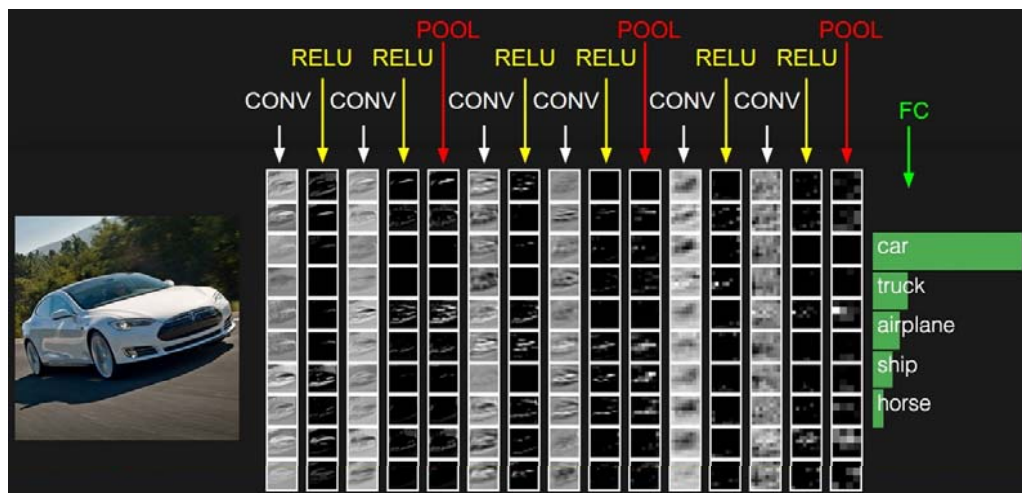 POOL POOL POOL
RELU RELU RELU RELU RELU RELU
CONV CONV CONV CONV CONV CONV
FC
car
truck
airplane
ship
horse